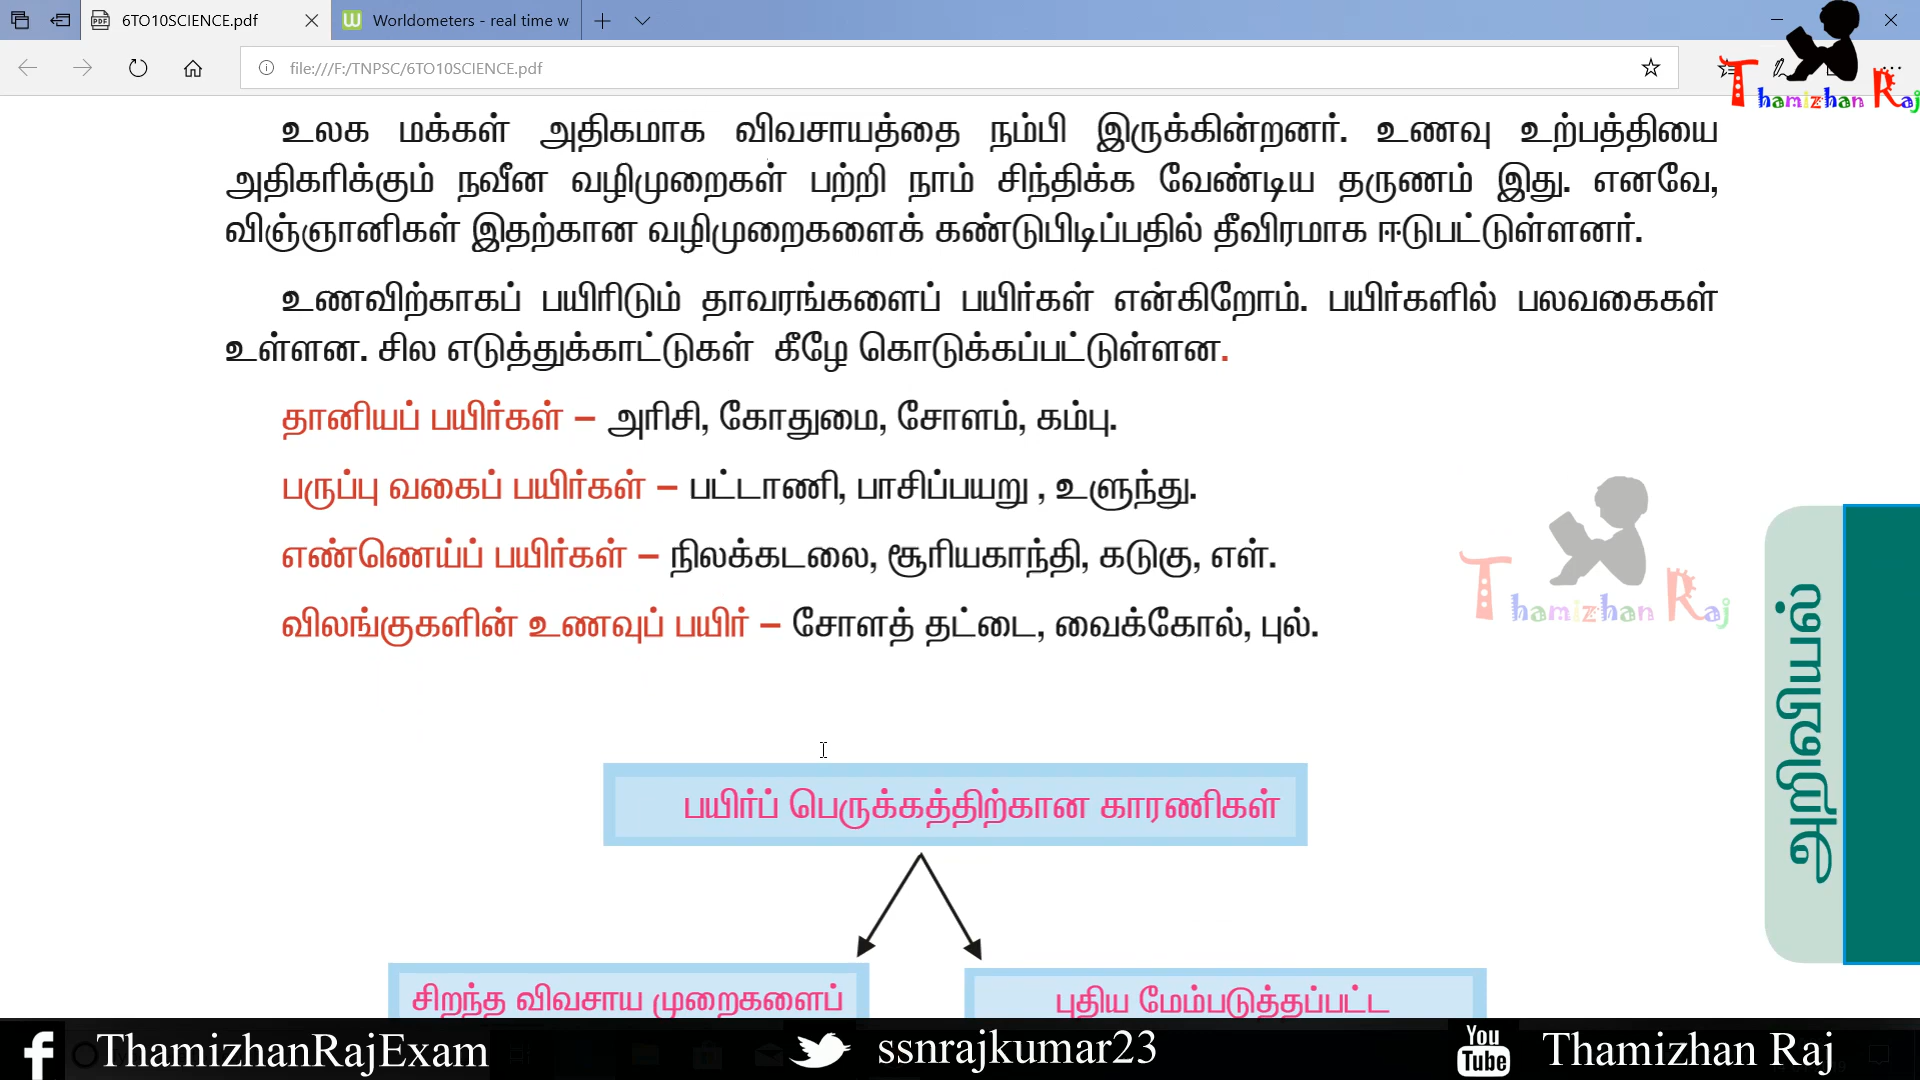 6TO10SCIENCE.pdf
Worldometers - real time w
file:///F:/TNPSC/6TO10SCIENCE.pdf
Thamizhan Raj
உலக மக்கள் அதிகமாக விவசாயத்தை நம்பி இருக்கின்றனர். உணவு உற்பத்தியை
அதிகரிக்கும் நவீன வழிமுறைகள் பற்றி நாம் சிந்திக்க வேண்டிய தருணம் இது. எனவே,
விஞ்ஞானிகள் இதற்கான வழிமுறைகளைக் கண்டுபிடிப்பதில் தீவிரமாக ஈடுபட்டுள்ளனர்.
உணவிற்காகப் பயிரிடும் தாவரங்களைப் பயிர்கள் என்கிறோம். பயிர்களில் பலவகைகள்
உள்ளன. சில எடுத்துக்காட்டுகள் கீழே கொடுக்கப்பட்டுள்ளன.
தானியப் பயிர்கள் – அரிசி, கோதுமை, சோளம், கம்பு.
பருப்பு வகைப் பயிர்கள் – பட்டாணி, பாசிப்பயறு , உளுந்து.
எண்ணெய்ப் பயிர்கள் – நிலக்கடலை, சூரியகாந்தி, கடுகு, எள்.
விலங்குகளின் உணவுப் பயிர் – சோளத் தட்டை, வைக்கோல், புல்.
Thamizhan Raj
அறிவியல்
பயிர்ப் பெருக்கத்திற்கான காரணிகள்
சிறந்த விவசாய முறைகளைப்
புதிய மேம்படுத்தப்பட்ட
ThamizhanRajExam
ssnrajkumar23
You Tube
Thamizhan Raj